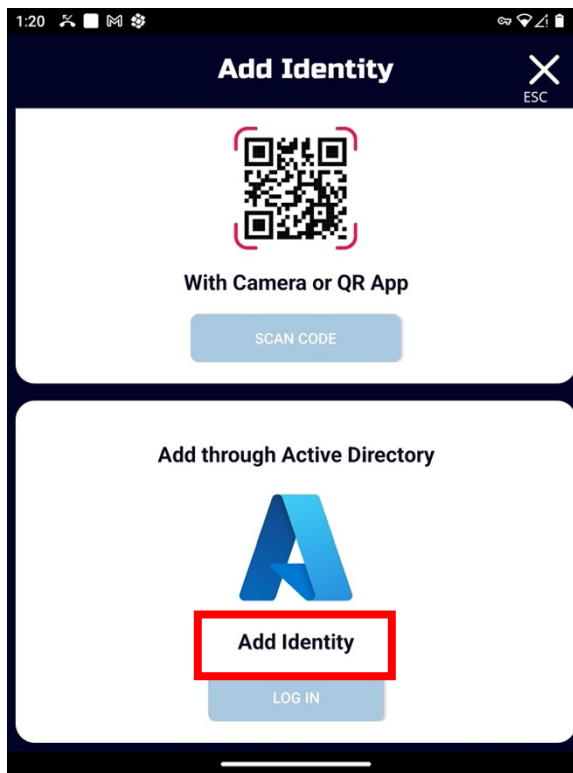 1:20
Add Identity
ESC
With Camera or QR App
SCAN CODE
Add through Active Directory
Add Identity
LOG IN